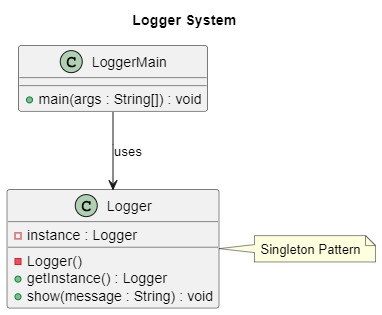 Logger System
C LoggerMain
main(args : String[]) : void
uses
C Logger
instance : Logger
Logger()
getInstance() : Logger
show(message : String) : void
Singleton Pattern